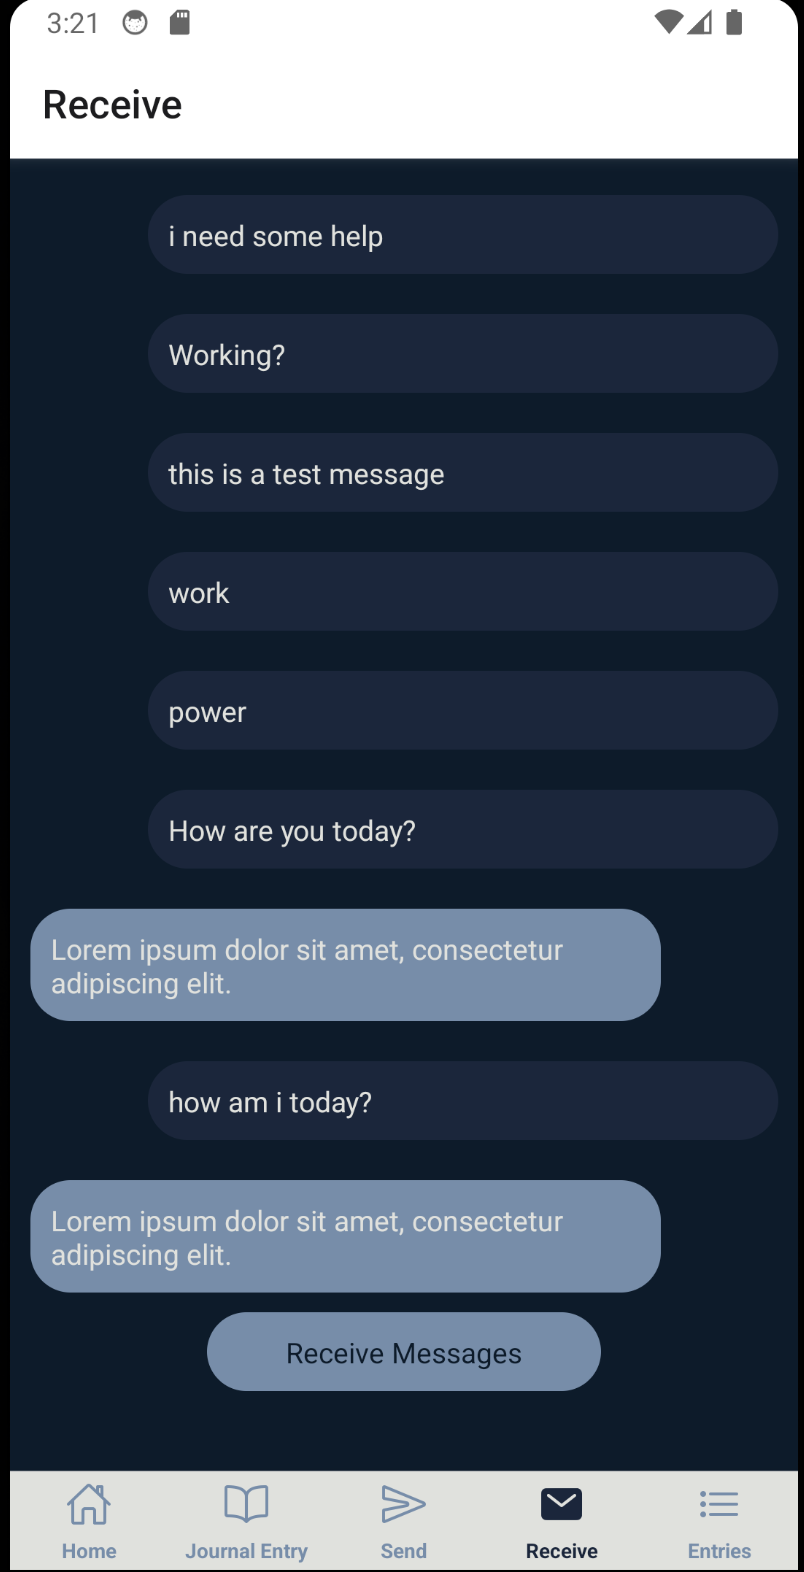 3:21
Receive
i need some help
Working?
this is a test message
work
power
How are you today?
Lorem ipsum dolor sit amet, consectetur
adipiscing elit.
how am i today?
Lorem ipsum dolor sit amet, consectetur
adipiscing elit.
Receive Messages
Home Journal Entry Send Receive Entries